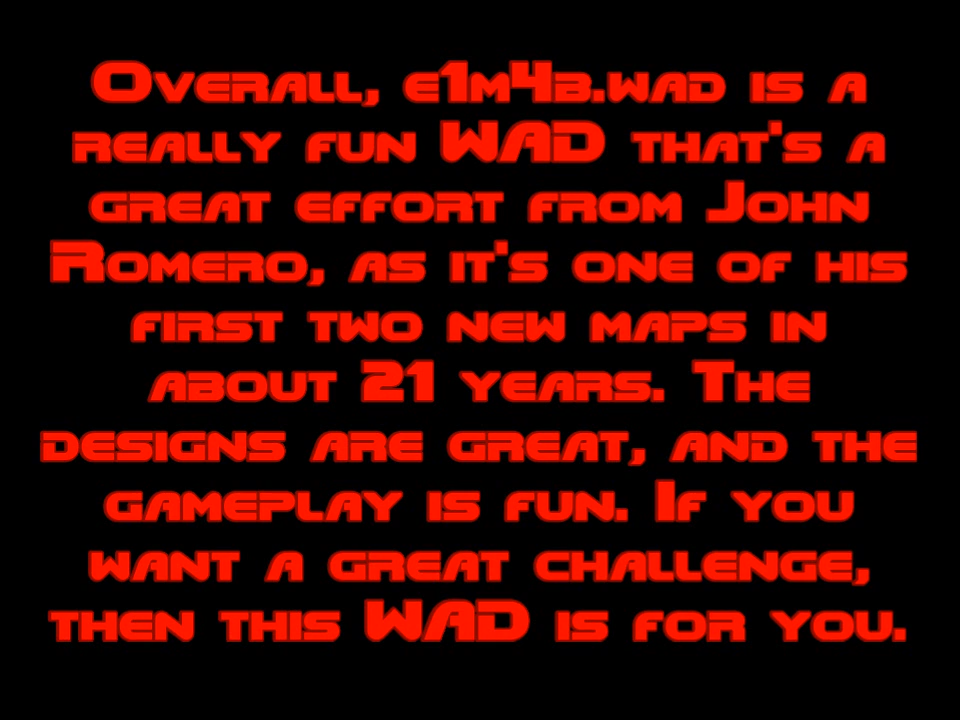 Overall, e1m4b.wad is a
really fun WAD that's a
great effort from John
Romero, as it's one of his
first two new maps in
about 21 years. The
designs are great, and the
gameplay is fun. If you
want a great challenge,
then this WAD is for you.